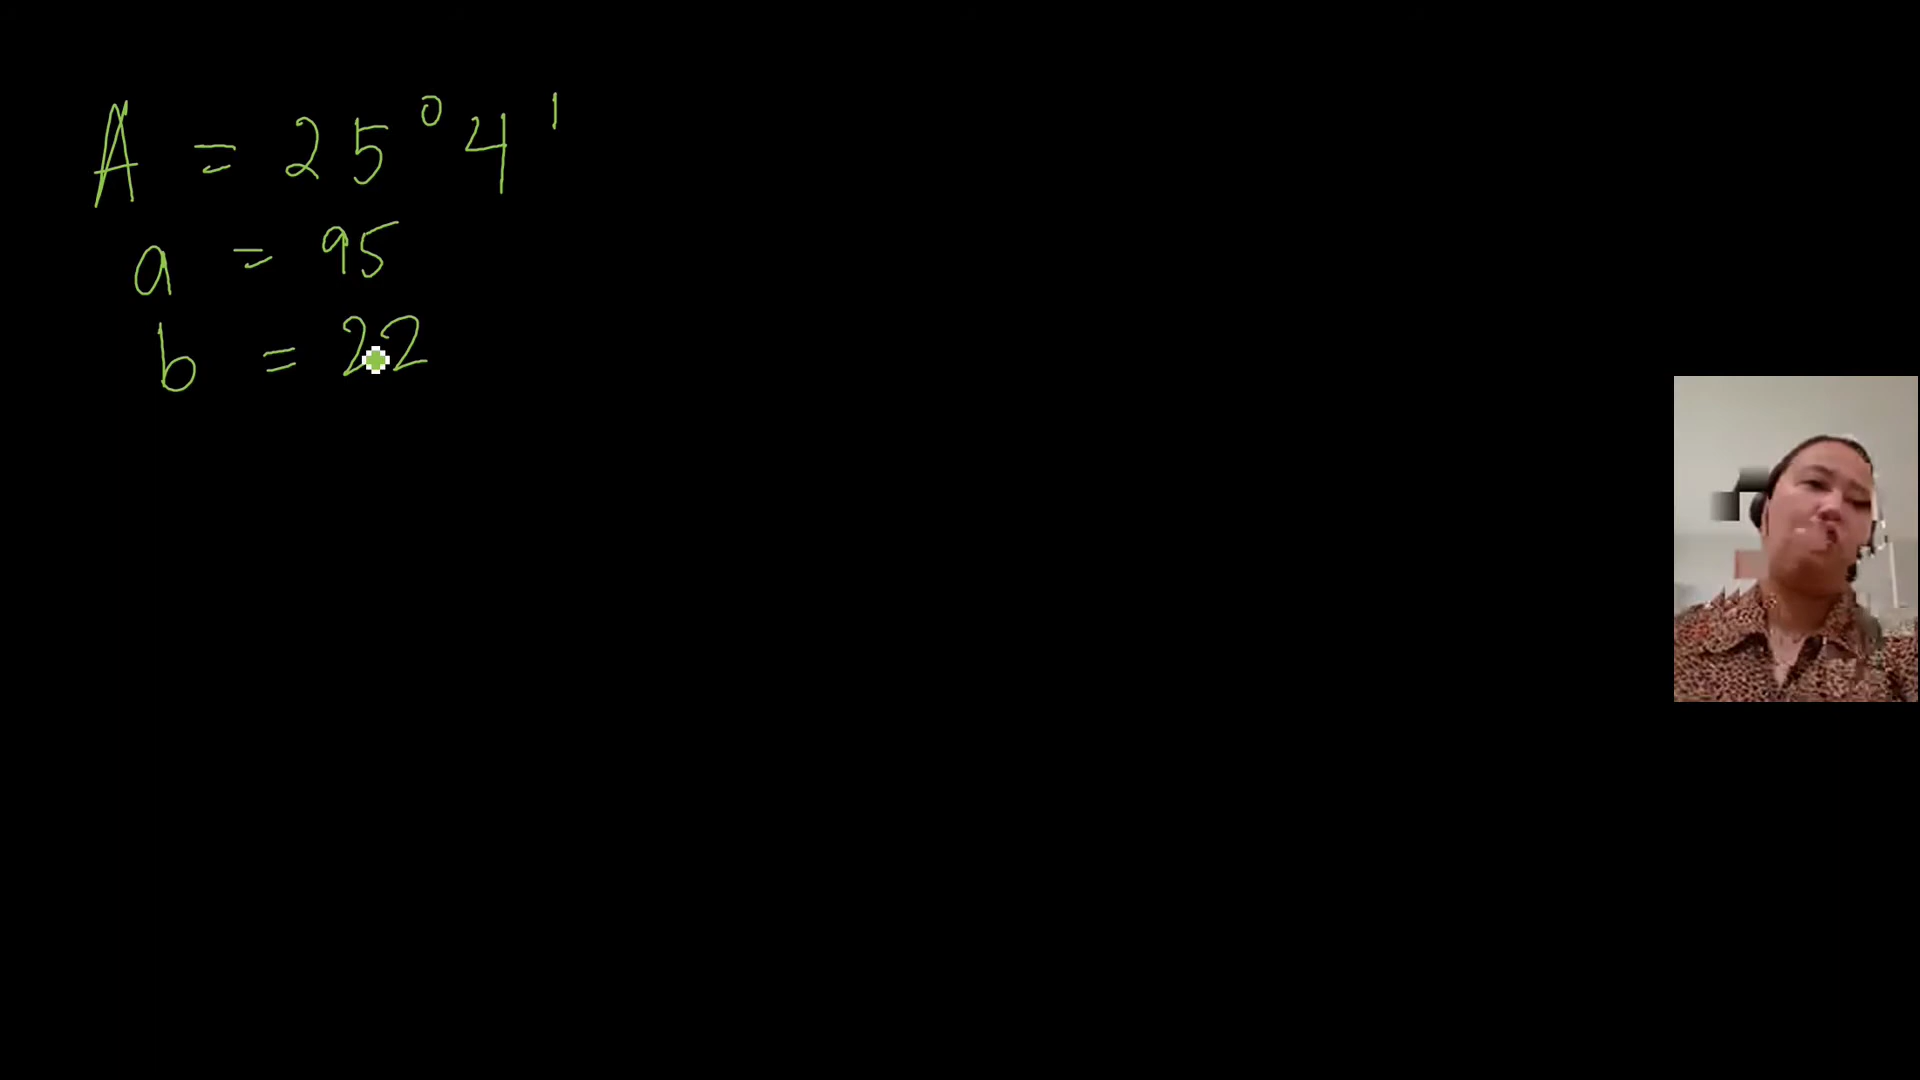 A = 25° 4'
a = 95
b = 22